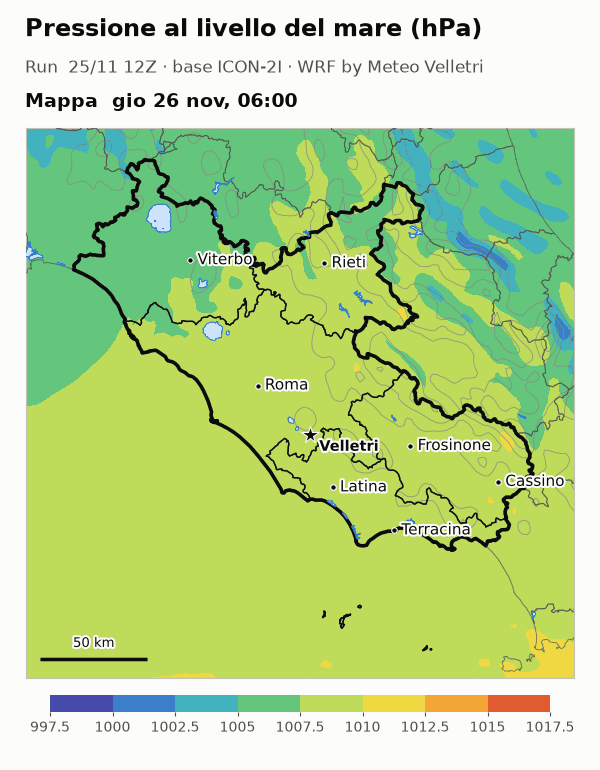 Pressione al livello del mare (hPa)
Run  25/11 12Z · base ICON-2I · WRF by Meteo Velletri
Mappa  gio 26 nov, 06:00
Viterbo
Rieti
Roma
Velletri
Frosinone
Latina
Cassino
Terracina
50 km
997.5 1000 1002.5 1005 1007.5 1010 1012.5 1015 1017.5